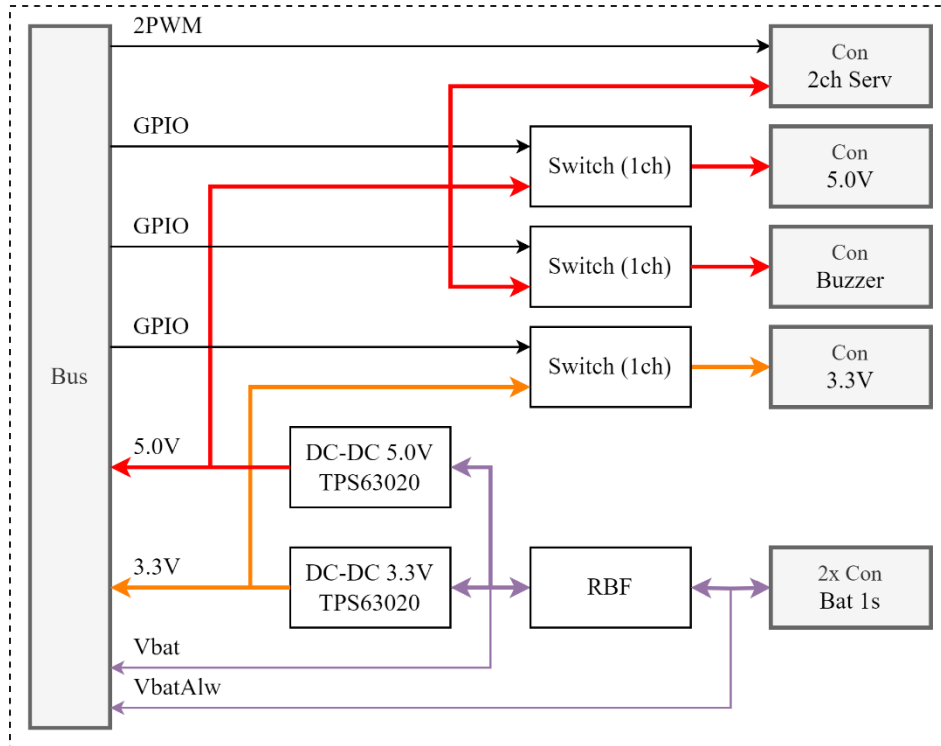 2PWM
Con
2ch Serv
GPIO
Switch (1ch)
Con
5.0V
GPIO
Switch (1ch)
Con
Buzzer
GPIO
Switch (1ch)
Con
3.3V
Bus
5.0V
DC-DC 5.0V
TPS63020
3.3V
DC-DC 3.3V
TPS63020
RBF
2x Con
Bat 1s
Vbat
VbatAlw